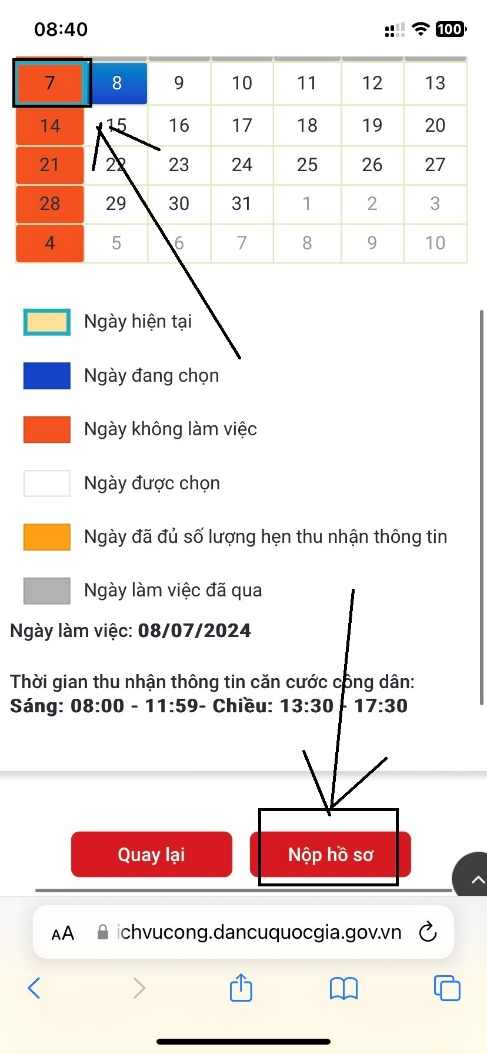 08:40
100
7 8 9 10 11 12 13
14 15 16 17 18 19 20
21 22 23 24 25 26 27
28 29 30 31 1 2 3
4 5 6 7 8 9 10
Ngày hiện tại
Ngày đang chọn
Ngày không làm việc
Ngày được chọn
Ngày đã đủ số lượng hẹn thu nhận thông tin
Ngày làm việc đã qua
Ngày làm việc: 08/07/2024
Thời gian thu nhận thông tin căn cước công dân:
Sáng: 08:00 - 11:59- Chiều: 13:30 - 17:30
Quay lại
Nộp hồ sơ
AA ichvucong.dancuquocgia.gov.vn